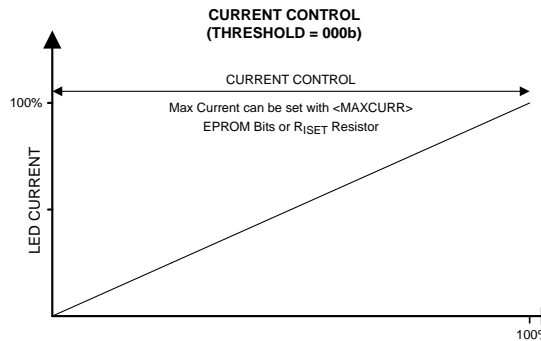 CURRENT CONTROL
(THRESHOLD = 000b)
CURRENT CONTROL
100%
Max Current can be set with <MAXCURR>
EPROM Bits or RISET Resistor
LED CURRENT
100%